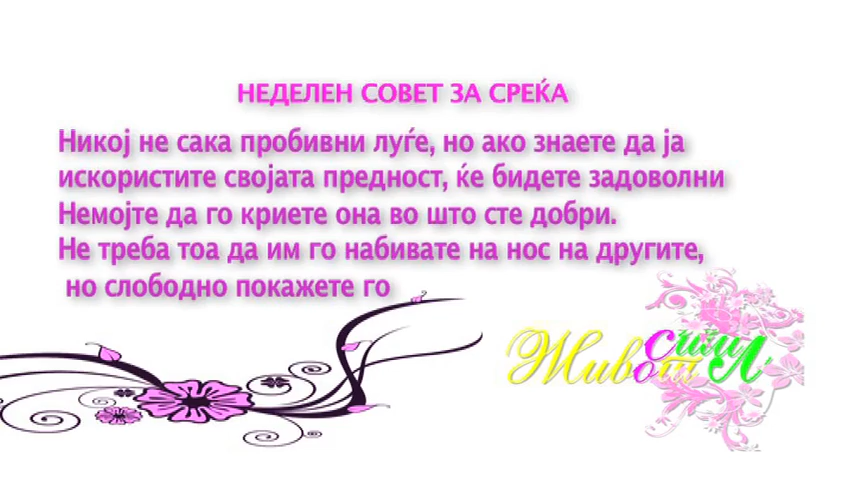 НЕДЕЛЕН СОВЕТ ЗА СРЕЌА
Никој не сака пробивни луѓе, но ако знаете да ја
искористите својата предност, ќе бидете задоволни
Немојте да го криете она во што сте добри.
Не треба тоа да им го набивате на нос на другите,
но слободно покажете го
Живот